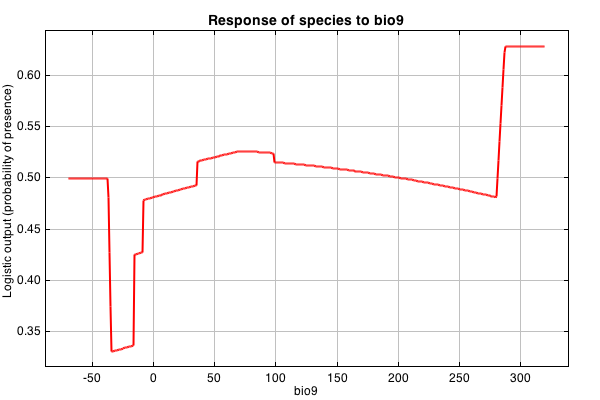 Response of species to bio9
Logistic output (probability of presence)
0.60
0.55
0.50
0.45
0.40
0.35
-50 0 50 100 150 200 250 300
bio9